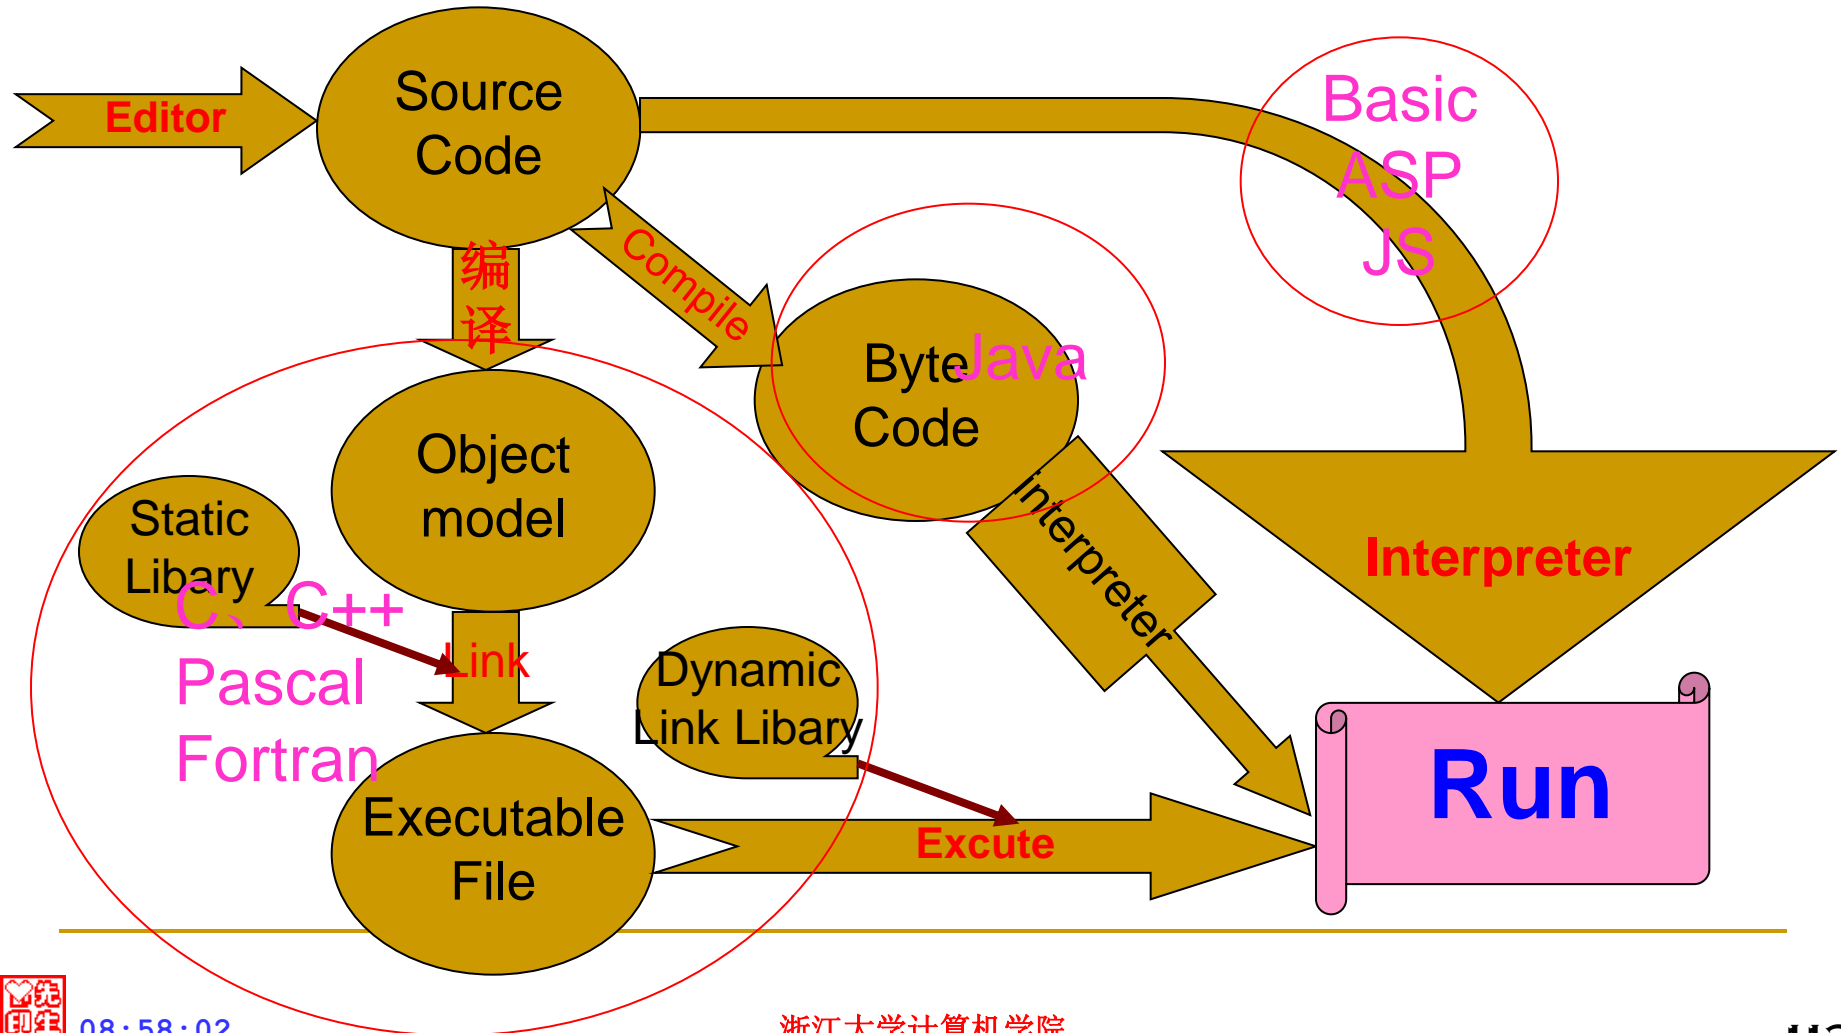 Editor
Source
Code
Basic
ASP
JS
编
译
Compile
Byte
Code
Java
Object
model
Static
Libary
C、C++
Pascal
Fortran
Link
interpreter
Interpreter
Dynamic
Link Libary
Executable
File
Excute
Run
08:58:02
浙江大学计算机学院